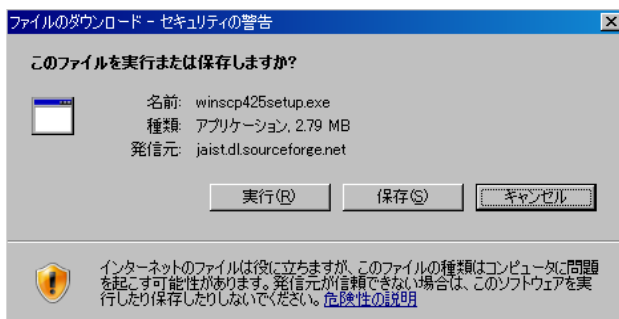 ファイルのダウンロード - セキュリティの警告
このファイルを実行または保存しますか?
名前: winscp425setup.exe
種類: アプリケーション, 2.79 MB
発信元: jaist.dl.sourceforge.net
実行(R) 保存(S) キャンセル
インターネットのファイルは役に立ちますが、このファイルの種類はコンピュータに問題
を起こす可能性があります。発信元が信頼できない場合は、このソフトウェアを実
行したり保存したりしないでください。危険性の説明